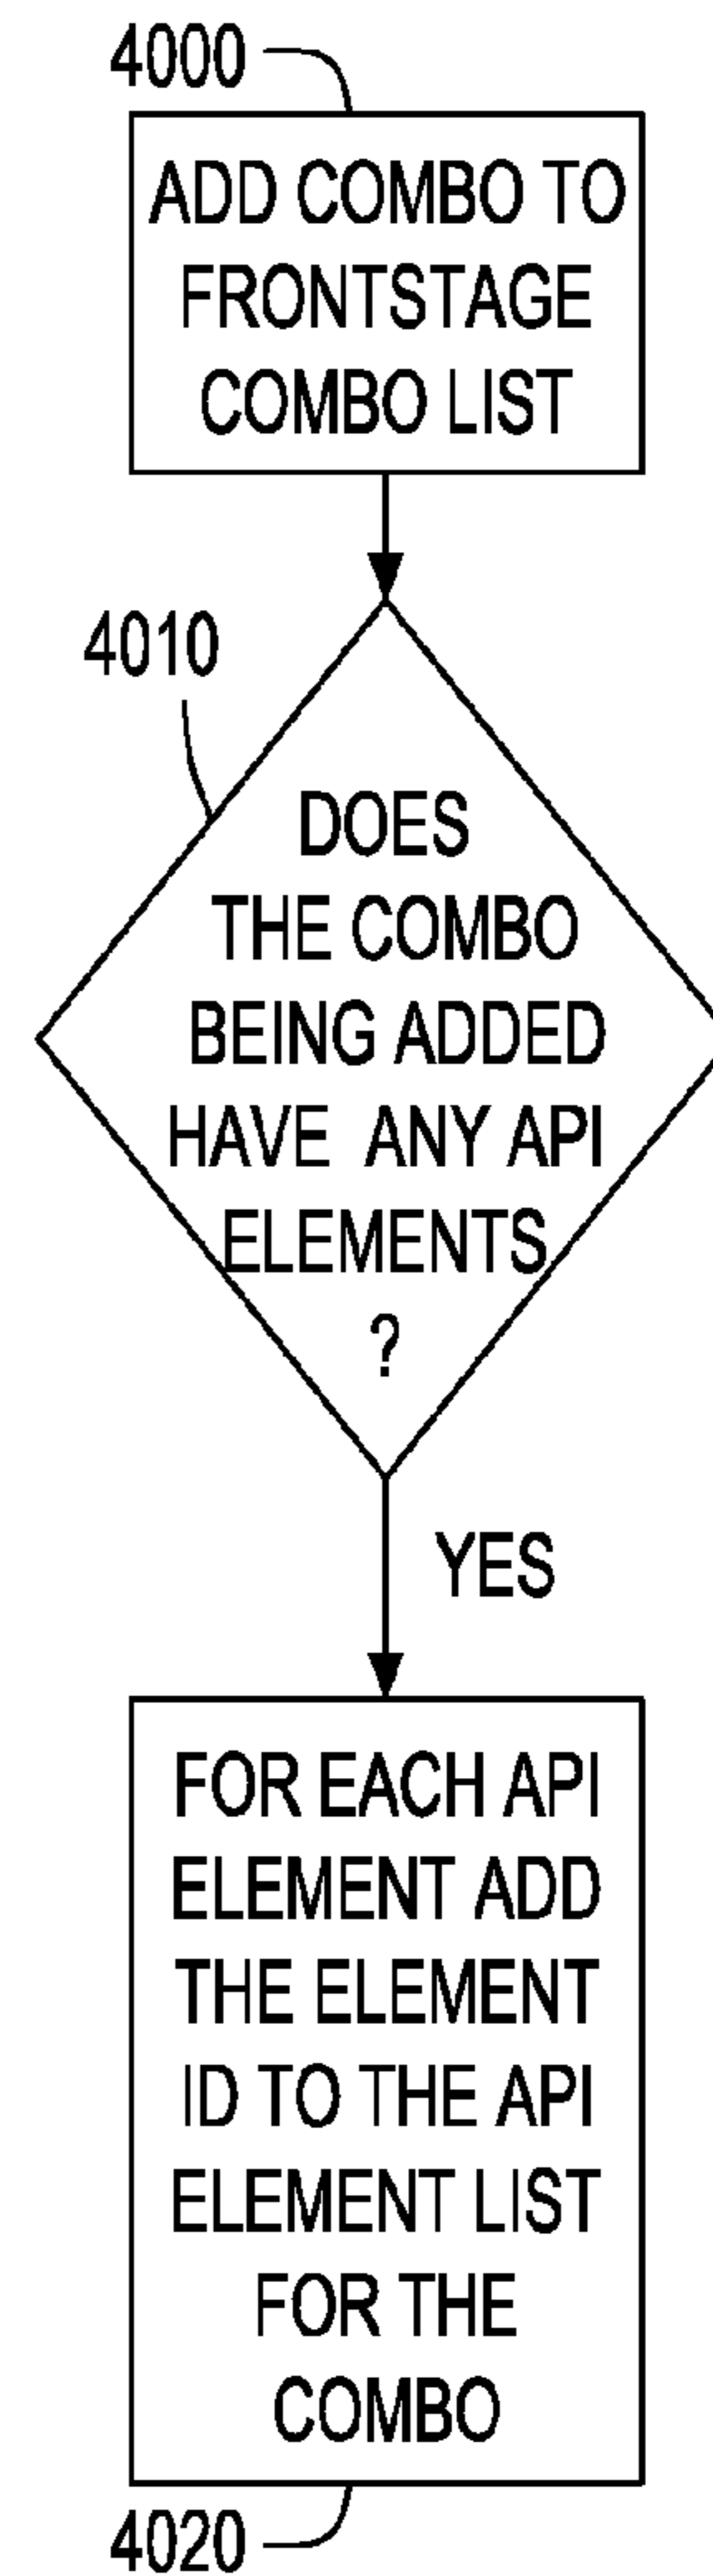 4000
ADD COMBO TO
FRONTSTAGE
COMBO LIST
4010
DOES
THE COMBO
BEING ADDED
HAVE ANY API
ELEMENTS
?
YES
FOR EACH API
ELEMENT ADD
THE ELEMENT
ID TO THE API
ELEMENT LIST
FOR THE
COMBO
4020